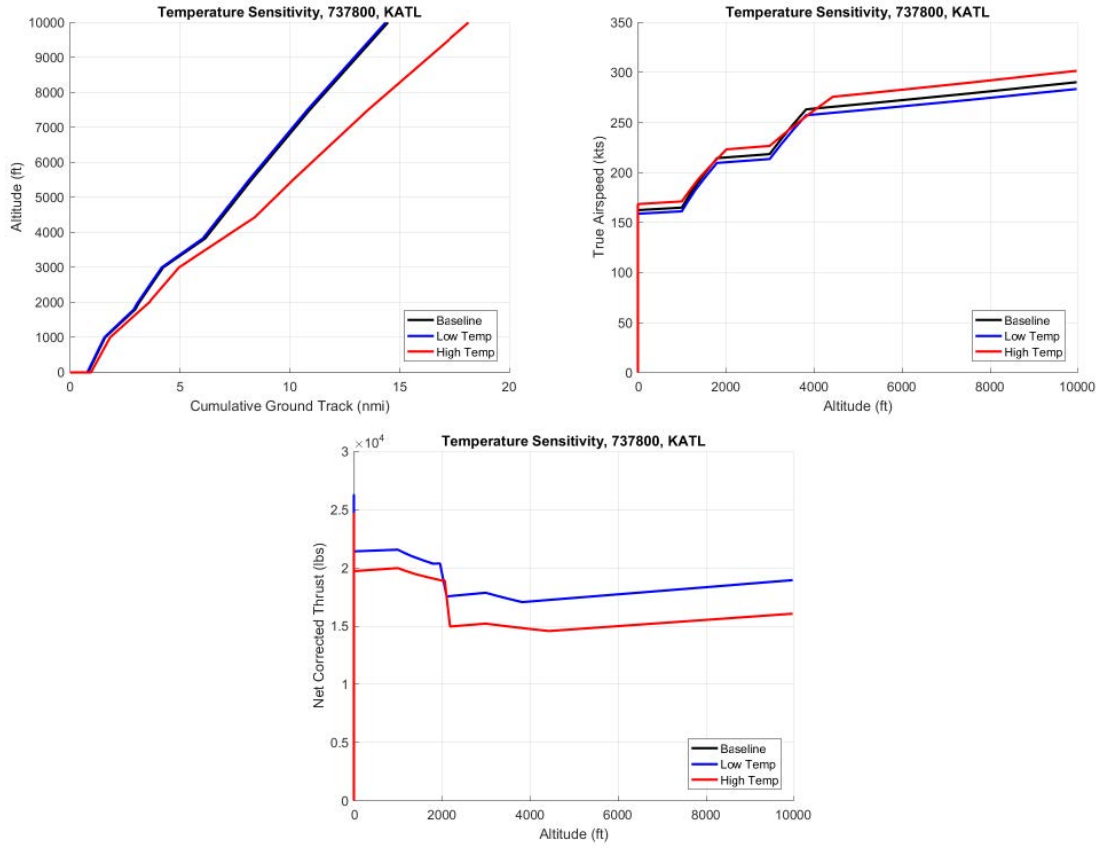 Temperature Sensitivity, 737800, KATL
10000
9000
8000
7000
6000
5000
4000
3000
2000
1000
0
Altitude (ft)
0 5 10 15 20
Cumulative Ground Track (nmi)
Baseline
Low Temp
High Temp
Temperature Sensitivity, 737800, KATL
350
300
250
200
150
100
50
0
True Airspeed (kts)
0 2000 4000 6000 8000 10000
Altitude (ft)
Baseline
Low Temp
High Temp
×10⁴
Temperature Sensitivity, 737800, KATL
3
2.5
2
1.5
1
0.5
0
Net Corrected Thrust (lbs)
0 2000 4000 6000 8000 10000
Altitude (ft)
Baseline
Low Temp
High Temp